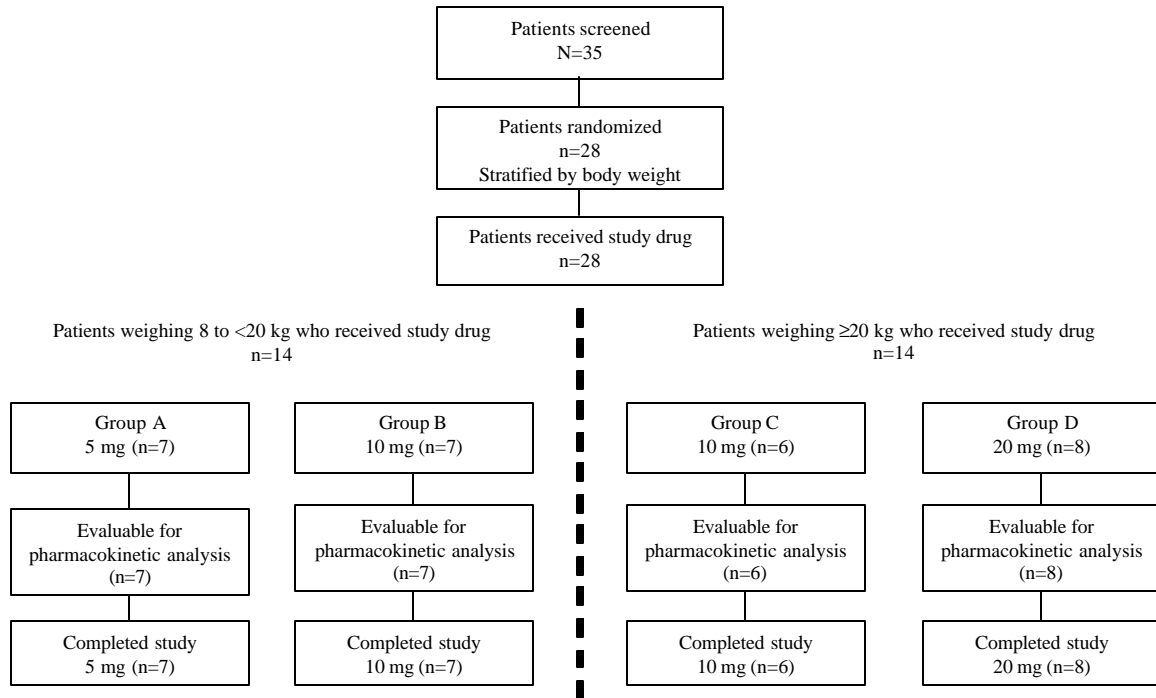 Patients screened
N=35
Patients randomized
n=28
Stratified by body weight
Patients received study drug
n=28
Patients weighing 8 to <20 kg who received study drug
n=14
Patients weighing ≥20 kg who received study drug
n=14
Group A
5 mg (n=7)
Group B
10 mg (n=7)
Group C
10 mg (n=6)
Group D
20 mg (n=8)
Evaluable for
pharmacokinetic analysis
(n=7)
Evaluable for
pharmacokinetic analysis
(n=7)
Evaluable for
pharmacokinetic analysis
(n=6)
Evaluable for
pharmacokinetic analysis
(n=8)
Completed study
5 mg (n=7)
Completed study
10 mg (n=7)
Completed study
10 mg (n=6)
Completed study
20 mg (n=8)